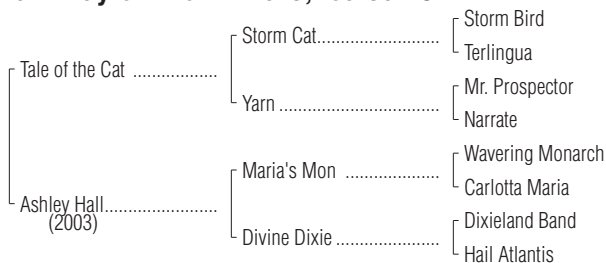 Storm Bird
Storm Cat
Terlingua
Tale of the Cat
Mr. Prospector
Yarn
Narrate
Wavering Monarch
Maria's Mon
Carlotta Maria
Ashley Hall
(2003)
Dixieland Band
Divine Dixie
Hail Atlantis